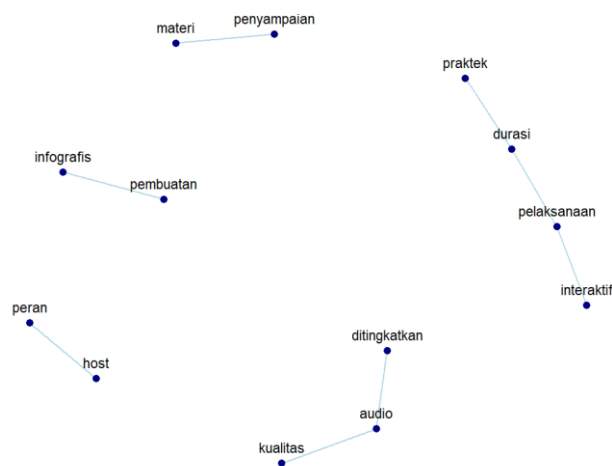 penyampaian
materi
praktek
durasi
infografis
pembuatan
pelaksanaan
interaktif
peran
ditingkatkan
host
audio
kualitas